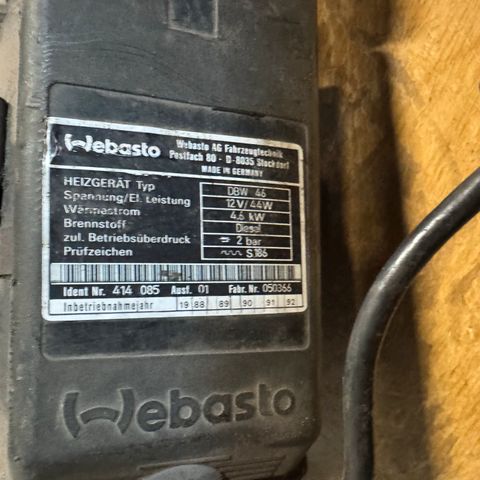 Webasto
Webasto AG Fahrzeugtechnik
Postfach 80 - D-8035 Stockdorf
MADE IN GERMANY
HEIZGERÄT Typ DBW 46
Spannung/El. Leistung 12V/44W
Wärmestrom 4,6 kW
Brennstoff Diesel
zul. Betriebsüberdruck 2 bar
Prüfzeichen S186
Ident Nr. 414 085 Ausf. 01 Fabr. Nr. 050366
Inbetriebnahmejahr 19 88 89 90 91 92
Webasto